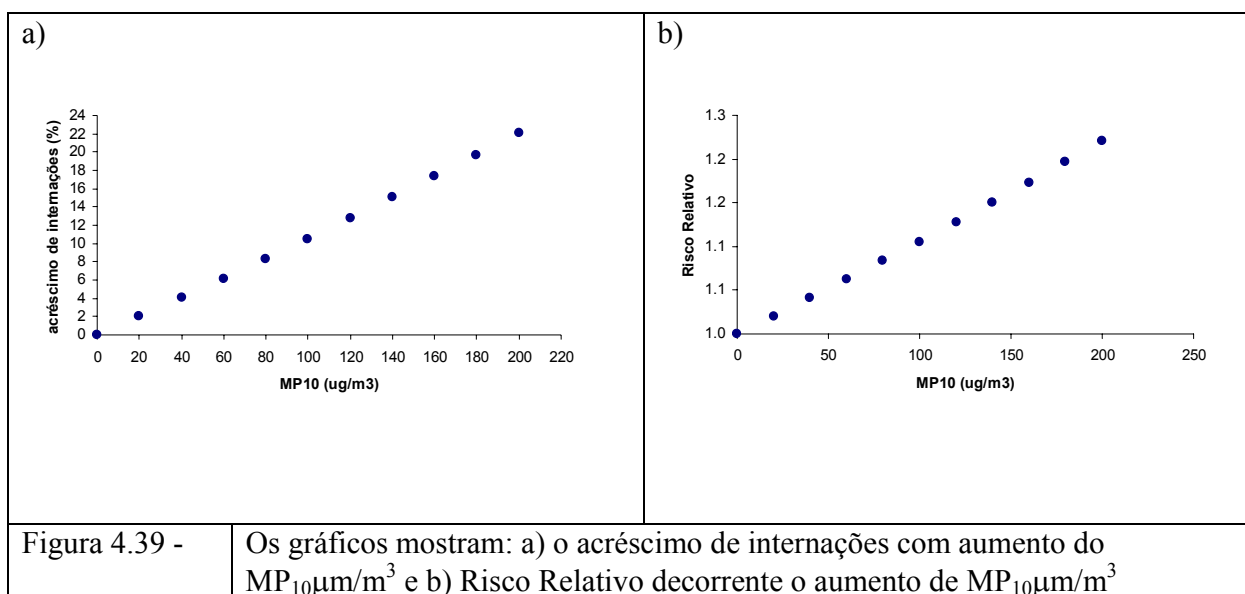 a)
acréscimo de internações (%)
24
22
20
18
16
14
12
10
8
6
4
2
0
0 20 40 60 80 100 120 140 160 180 200 220
MP10 (ug/m3)
b)
Risco Relativo
1.3
1.2
1.2
1.1
1.1
1.0
0 50 100 150 200 250
MP10 (ug/m3)
Figura 4.39 -
Os gráficos mostram: a) o acréscimo de internações com aumento do
MP₁₀µm/m³ e b) Risco Relativo decorrente o aumento de MP₁₀µm/m³